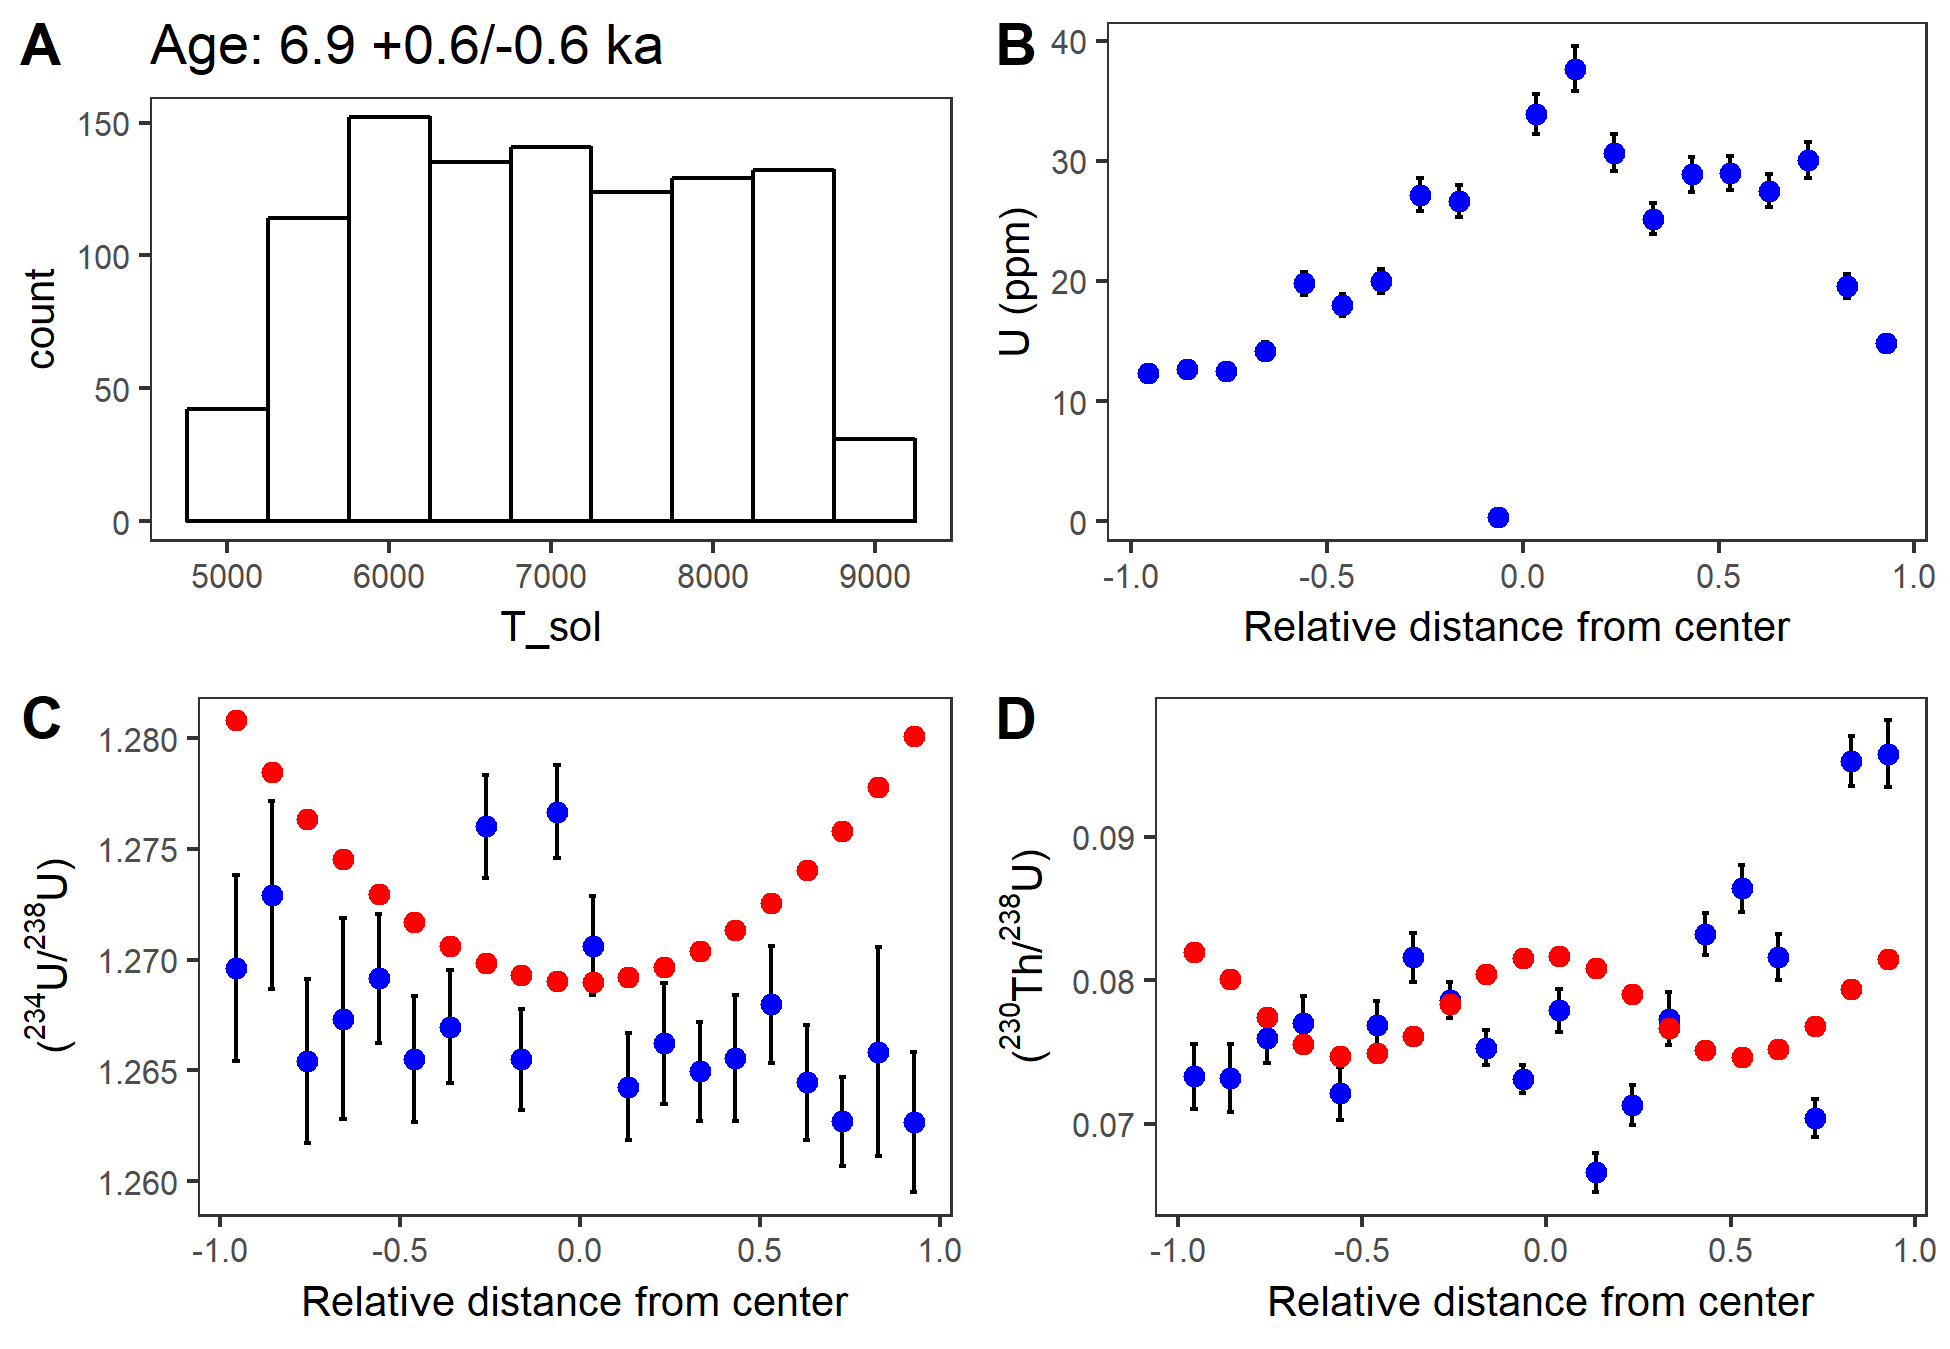 A
Age: 6.9 +0.6/-0.6 ka
150
100
50
0
count
5000 6000 7000 8000 9000
T_sol
B
40
30
20
10
0
U (ppm)
-1.0 -0.5 0.0 0.5 1.0
Relative distance from center
C
1.280
1.275
1.270
1.265
1.260
(²³⁴U/²³⁸U)
-1.0 -0.5 0.0 0.5 1.0
Relative distance from center
D
0.09
0.08
0.07
(²³⁰Th/²³⁸U)
-1.0 -0.5 0.0 0.5 1.0
Relative distance from center